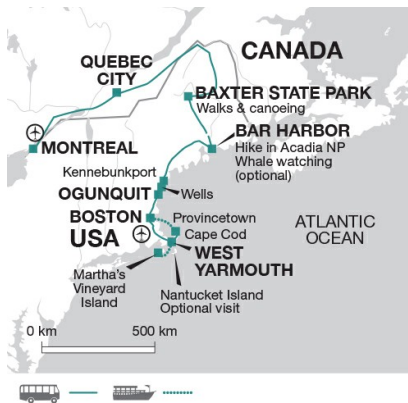 CANADA
QUEBEC
CITY
BAXTER STATE PARK
Walks & canoeing
BAR HARBOR
Hike in Acadia NP
Whale watching
(optional)
MONTREAL
Kennebunkport
OGUNQUIT
Wells
BOSTON
Provincetown
USA
Cape Cod
ATLANTIC
OCEAN
WEST
YARMOUTH
Martha's
Vineyard
Island
Nantucket Island
Optional visit
0 km
500 km